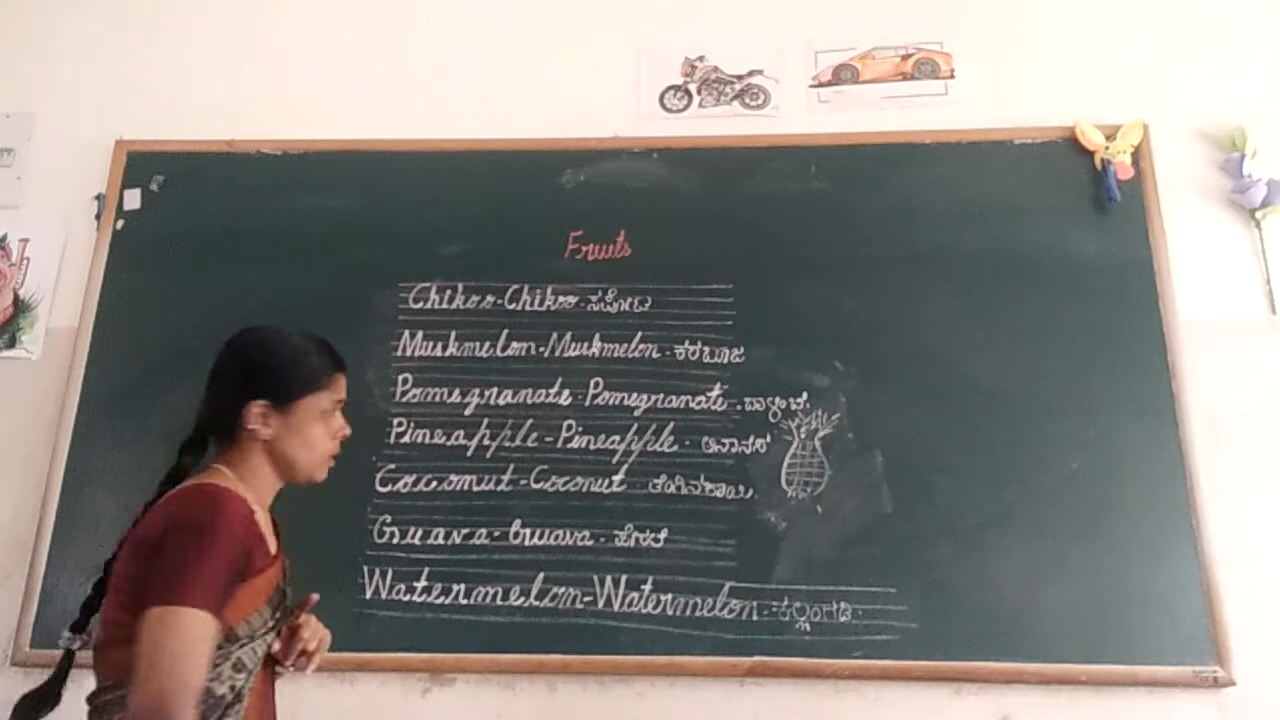 Fruits
Chikoo-Chikoo-ಸಪೋಟ
Muskmelon-Muskmelon-ಕರಬೂಜ
Pomegranate-Pomegranate-ದಾಳಿಂಬೆ.
Pineapple-Pineapple-ಅನಾನಸ್
Coconut-Coconut-ತೆಂಗಿನಕಾಯಿ.
Guava-Guava-ಸೇಬೆ
Watermelon-Watermelon-ಕಲ್ಲಂಗಡಿ.